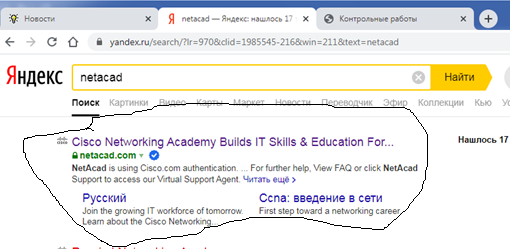 Новости
netacad — Яндекс: нашлось 17
Контрольные работы
yandex.ru/search/?lr=970&clid=1985545-216&win=211&text=netacad
Яндекс
netacad
Найти
Поиск Картинки Видео Карты Маркет Новости Переводчик Эфир Коллекции Кью
Cisco Networking Academy Builds IT Skills & Education For...
Нашлось 17
netacad.com
NetAcad is using Cisco.com authentication. ... For further help, View FAQ or click NetAcad
Support to access our Virtual Support Agent. Читать ещё >
Русский
Join the growing IT workforce of tomorrow.
Learn about the Cisco Networking...
Ccna: введение в сети
First step toward a networking career